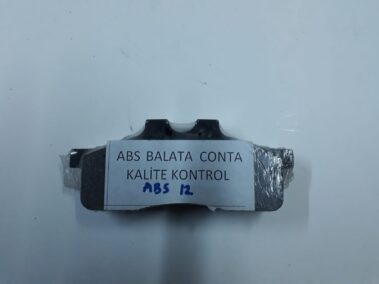 ABS BALATA CONTA
KALİTE KONTROL
ABS 12